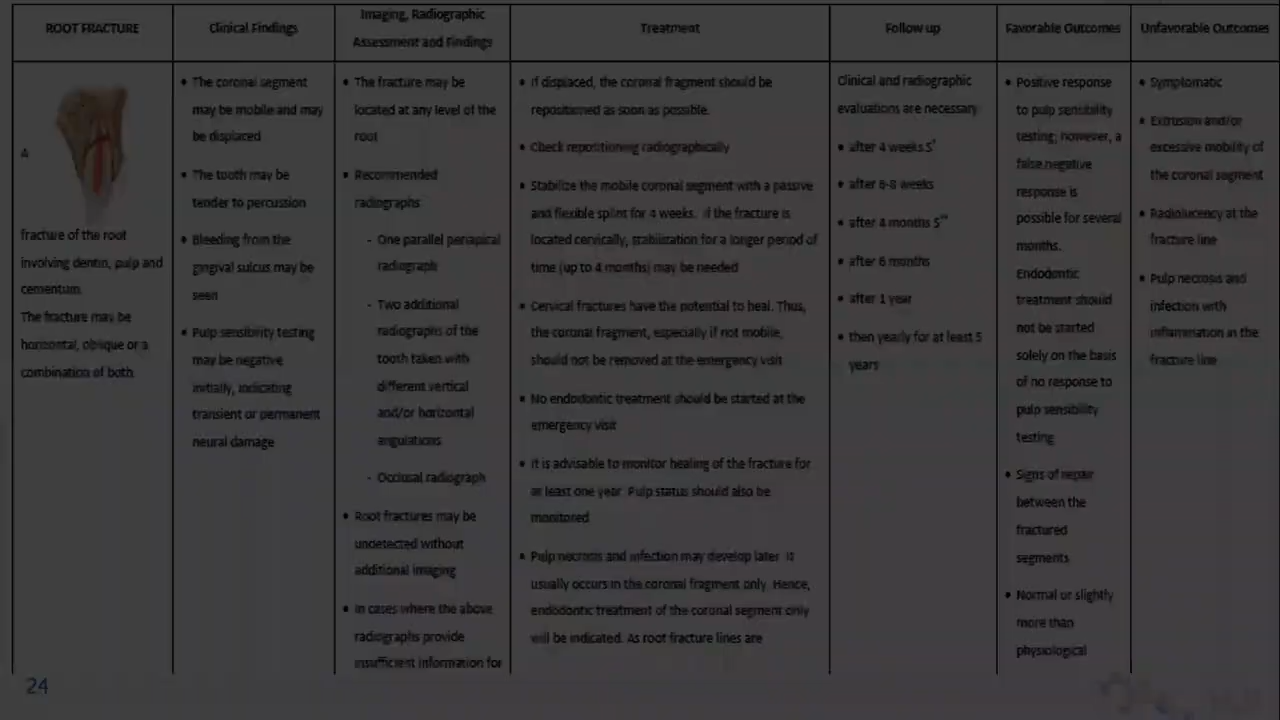 ROOT FRACTURE
Clinical Findings
Imaging, Radiographic
Assessment and Findings
Treatment
Follow up
Favorable Outcomes
Unfavorable Outcomes
A
fracture of the root
involving dentin, pulp and
cementum.
The fracture may be
horizontal, oblique or a
combination of both.
• The coronal segment
may be mobile and may
be displaced
• The tooth may be
tender to percussion
• Bleeding from the
gingival sulcus may be
seen
• Pulp sensibility testing
may be negative
initially, indicating
transient or permanent
neural damage
• The fracture may be
located at any level of the
root
• Recommended
radiographs
- One parallel periapical
radiograph
- Two additional
radiographs of the
tooth taken with
different vertical
and/or horizontal
angulations
- Occlusal radiograph
• Root fractures may be
undetected without
additional imaging
• In cases where the above
radiographs provide
insufficient information for
• If displaced, the coronal fragment should be
repositioned as soon as possible.
• Check repositioning radiographically
• Stabilize the mobile coronal segment with a passive
and flexible splint for 4 weeks. If the fracture is
located cervically, stabilization for a longer period of
time (up to 4 months) may be needed
• Cervical fractures have the potential to heal. Thus,
the coronal fragment, especially if not mobile,
should not be removed at the emergency visit
• No endodontic treatment should be started at the
emergency visit
• It is advisable to monitor healing of the fracture for
at least one year. Pulp status should also be
monitored
• Pulp necrosis and infection may develop later. It
usually occurs in the coronal fragment only. Hence,
endodontic treatment of the coronal segment only
will be indicated. As root fracture lines are
Clinical and radiographic
evaluations are necessary
• after 4 weeks S*
• after 6-8 weeks
• after 4 months S**
• after 6 months
• after 1 year
• then yearly for at least 5
years
• Positive response
to pulp sensibility
testing; however, a
false negative
response is
possible for several
months.
Endodontic
treatment should
not be started
solely on the basis
of no response to
pulp sensibility
testing
• Signs of repair
between the
fractured
segments
• Normal or slightly
more than
physiological
• Symptomatic
• Extrusion and/or
excessive mobility of
the coronal segment
• Radiolucency at the
fracture line
• Pulp necrosis and
infection with
inflammation in the
fracture line
24